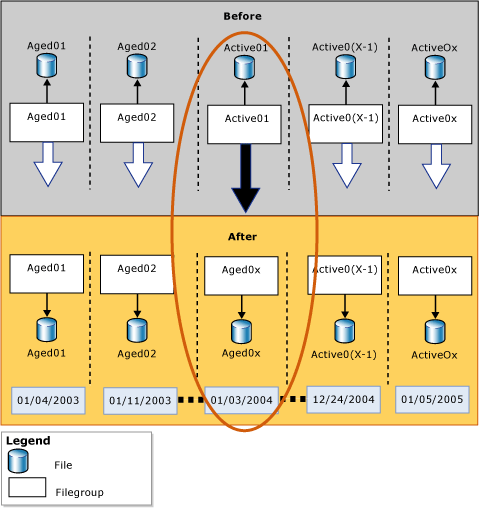 Before
Aged01 Aged02 Active01 Active0(X-1) ActiveOx
Aged01 Aged02 Active01 Active0(X-1) Active0x
After
Aged01 Aged02 Aged0x Active0(X-1) Active0x
Aged01 Aged02 Aged0x Active0(X-1) ActiveOx
01/04/2003 01/11/2003 01/03/2004 12/24/2004 01/05/2005
Legend
File
Filegroup